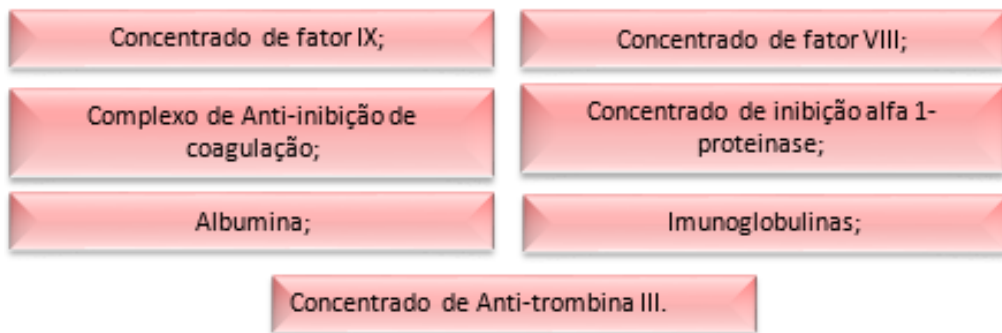 Concentrado de fator IX;
Concentrado de fator VIII;
Complexo de Anti-inibição de
coagulação;
Concentrado de inibição alfa 1-
proteinase;
Albumina;
Imunoglobulinas;
Concentrado de Anti-trombina III.